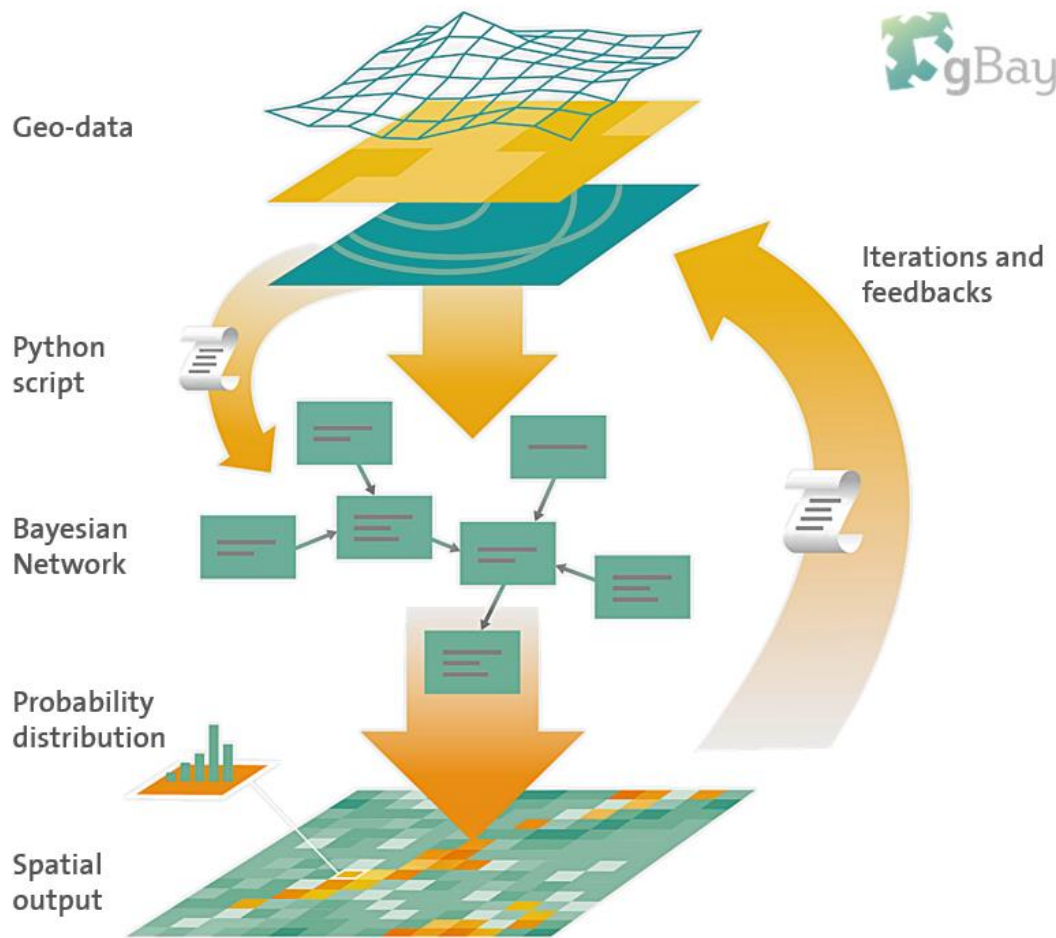 gBay
Geo-data
Iterations and
feedbacks
Python
script
Bayesian
Network
Probability
distribution
Spatial
output